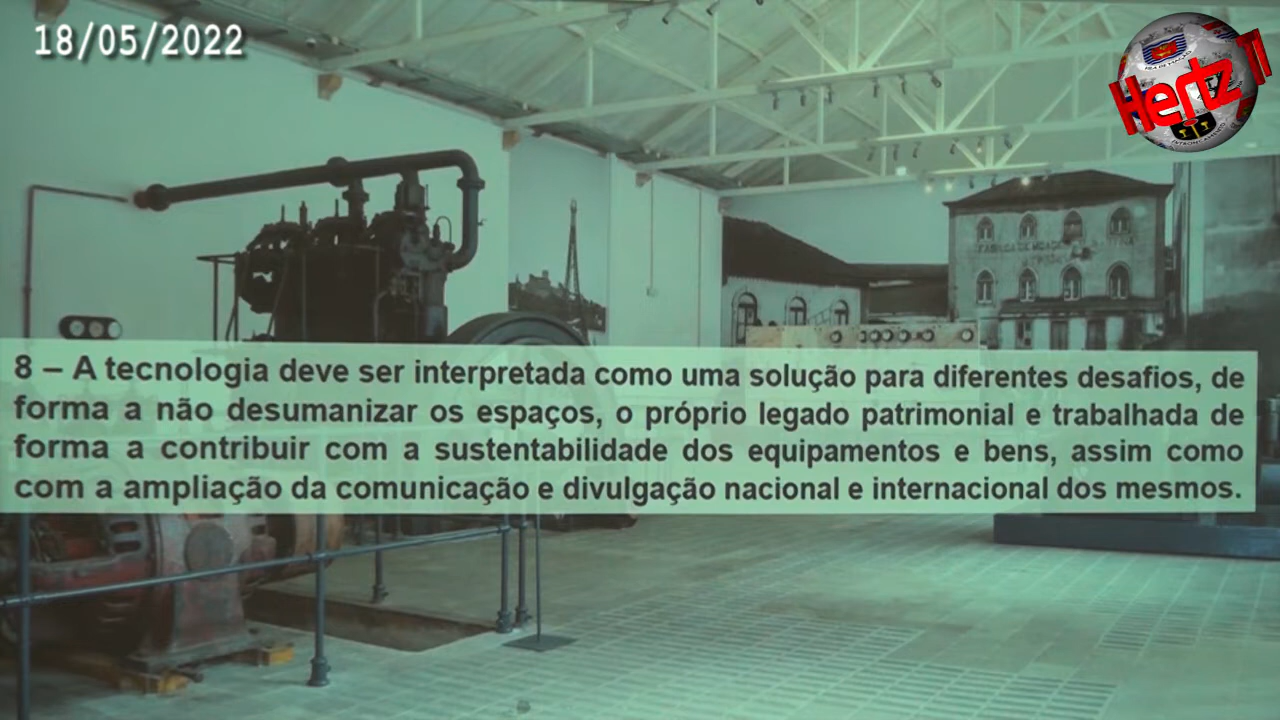 18/05/2022
Hertz TV
8 – A tecnologia deve ser interpretada como uma solução para diferentes desafios, de
forma a não desumanizar os espaços, o próprio legado patrimonial e trabalhada de
forma a contribuir com a sustentabilidade dos equipamentos e bens, assim como
com a ampliação da comunicação e divulgação nacional e internacional dos mesmos.